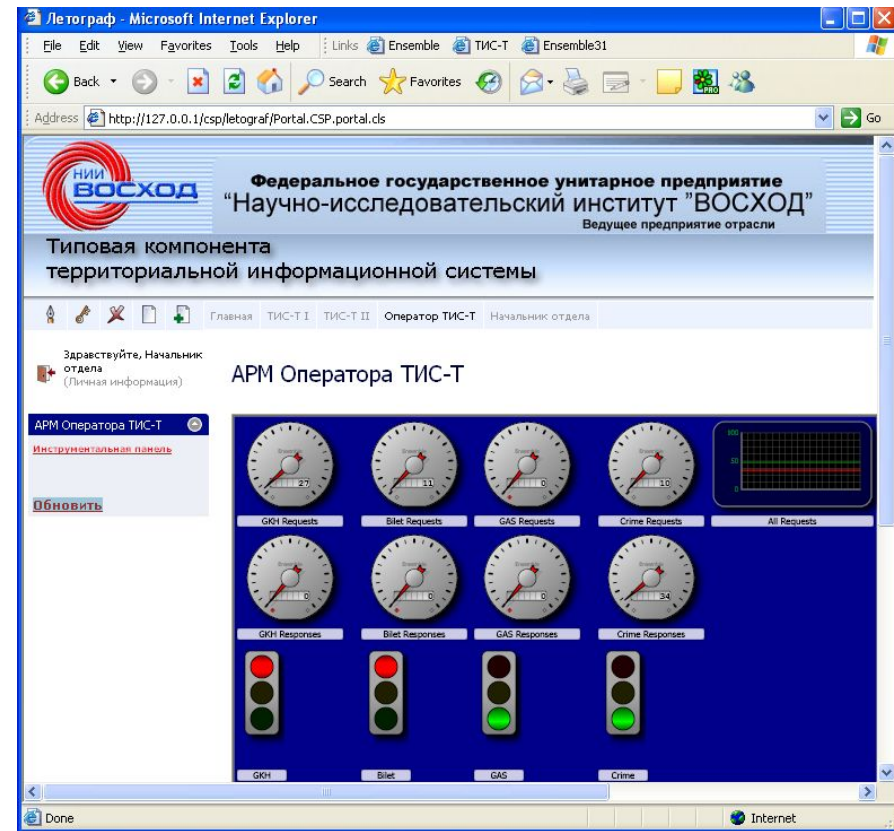 Летограф - Microsoft Internet Explorer
File Edit View Favorites Tools Help Links Ensemble ТИС-Т Ensemble31
Back Search Favorites PRO
Address http://127.0.0.1/csp/letograf/Portal.CSP.portal.cls Go
НИИ
ВОСХОД
Федеральное государственное унитарное предприятие
“Научно-исследовательский институт ”ВОСХОД”
Ведущее предприятие отрасли
Типовая компонента
территориальной информационной системы
Главная ТИС-Т I ТИС-Т II Оператор ТИС-Т Начальник отдела
Здравствуйте, Начальник
отдела
(Личная информация)
АРМ Оператора ТИС-Т
АРМ Оператора ТИС-Т
Инструментальная панель
Обновить
27 11 0 10
100
50
0
GKH Requests Bilet Requests GAS Requests Crime Requests All Requests
0 0 0 34
GKH Responses Bilet Responses GAS Responses Crime Responses
GKH Bilet GAS Crime
Done Internet